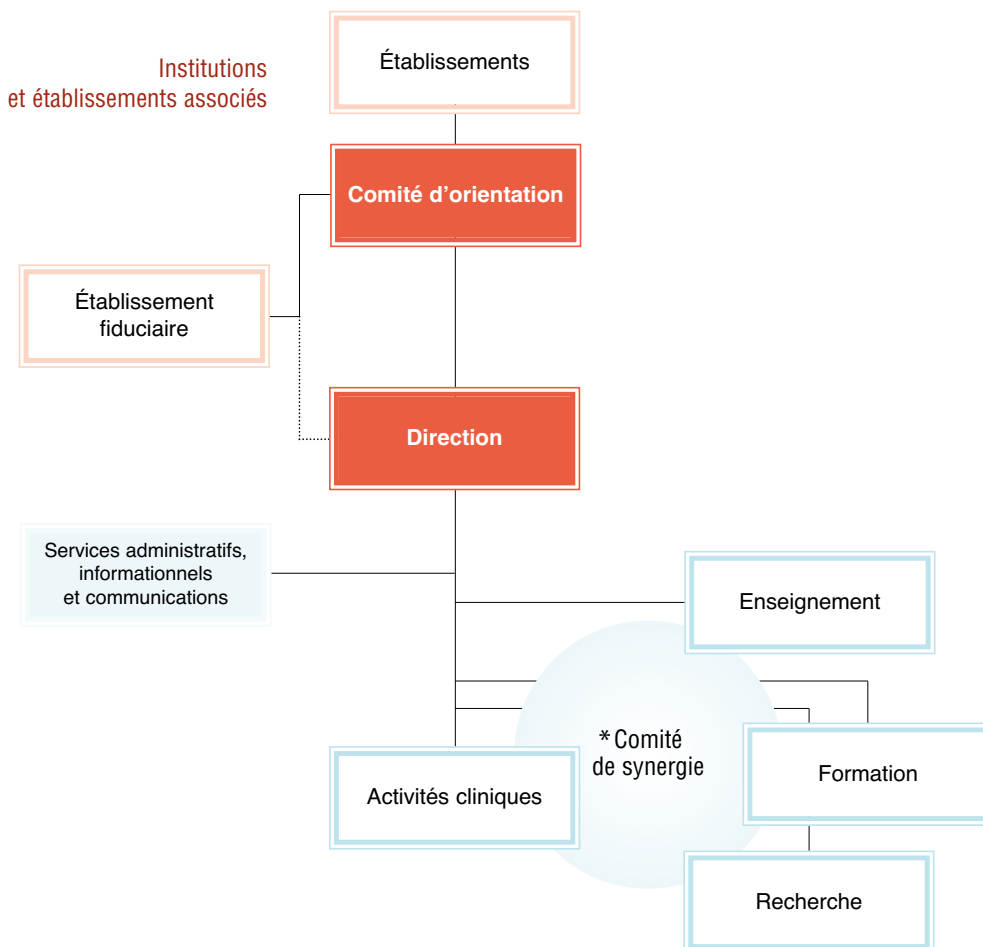 Établissements
Institutions
et établissements associés
Comité d’orientation
Établissement
fiduciaire
Direction
Services administratifs,
informationnels
et communications
Enseignement
*Comité
de synergie
Formation
Activités cliniques
Recherche